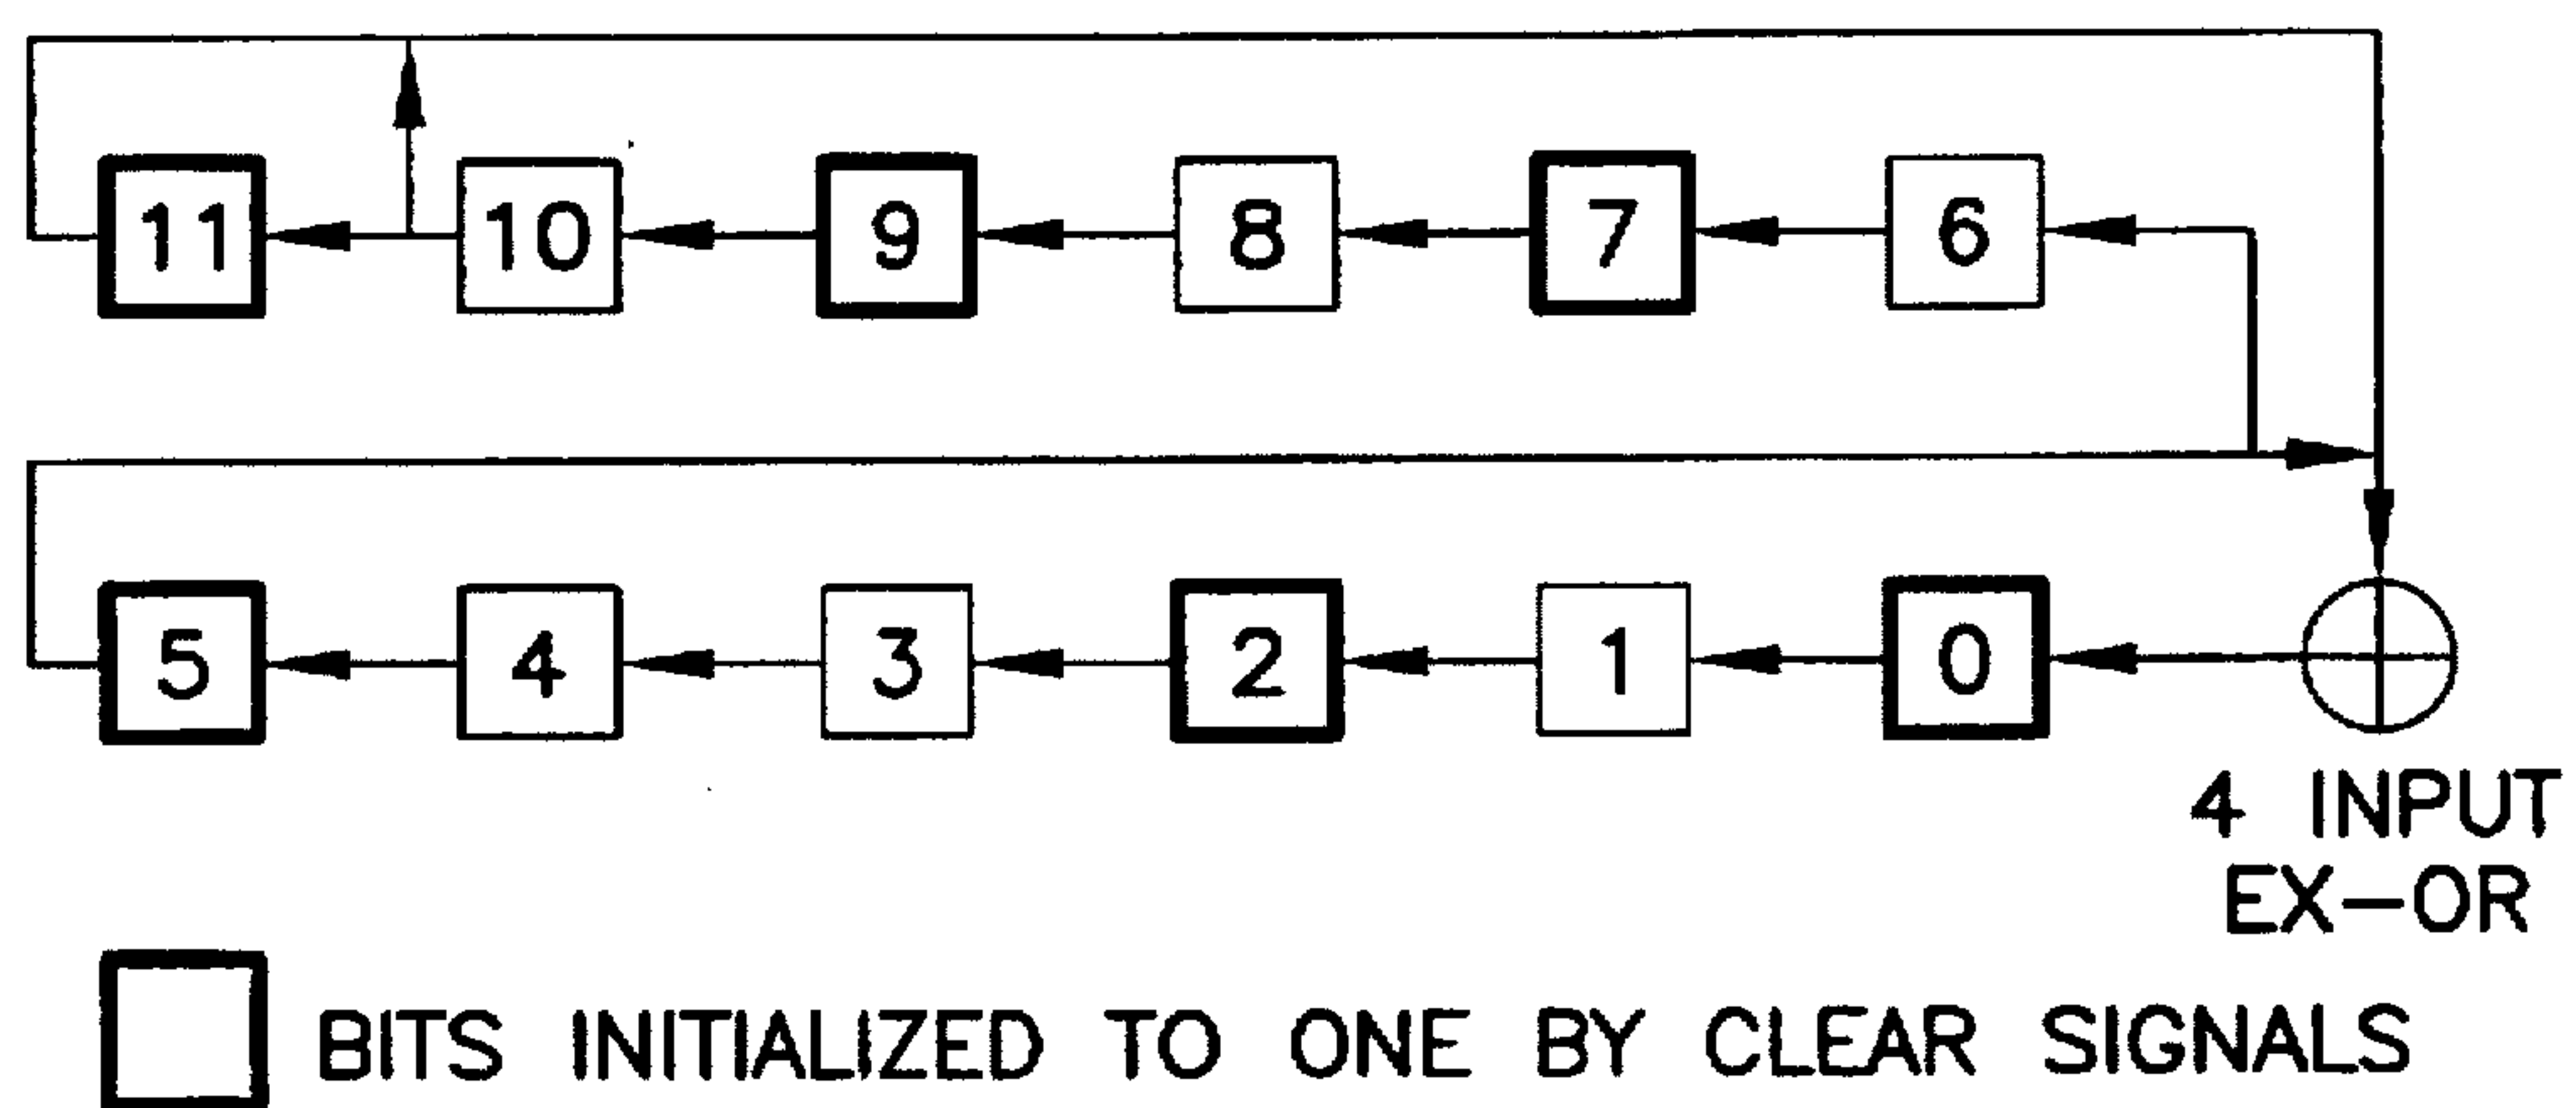 11 10 9 8 7 6
5 4 3 2 1 0
4 INPUT
EX-OR
BITS INITIALIZED TO ONE BY CLEAR SIGNALS